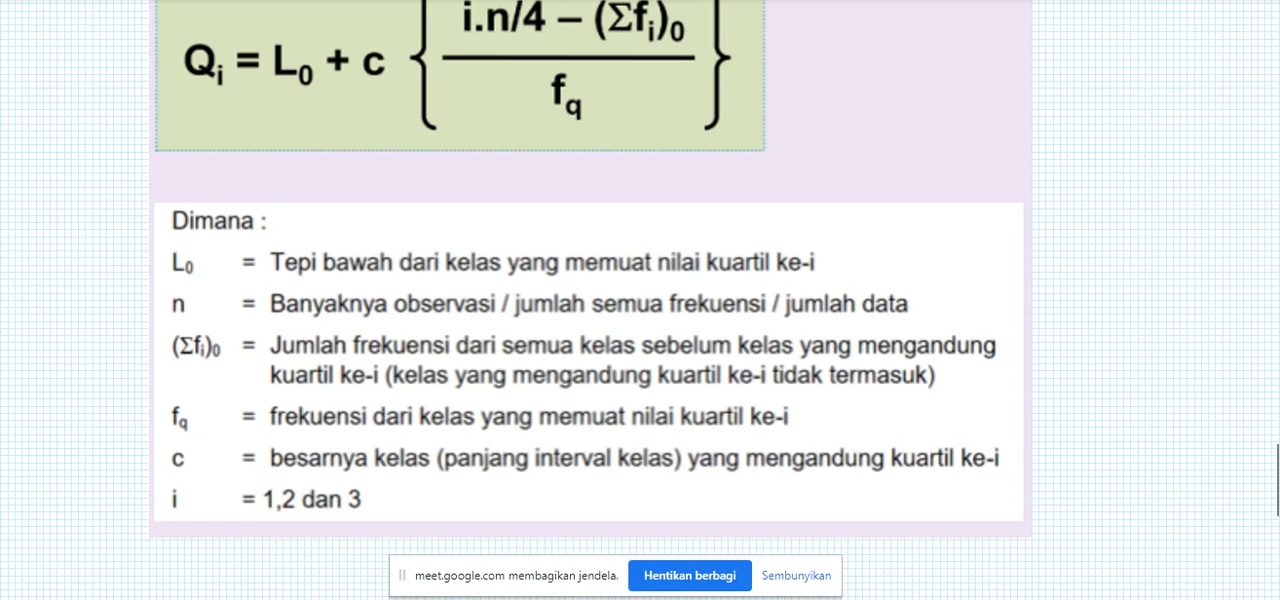 i.n/4 – (Σfᵢ)₀
Qᵢ = L₀ + c { }
f_q
Dimana :
L₀ = Tepi bawah dari kelas yang memuat nilai kuartil ke-i
n = Banyaknya observasi / jumlah semua frekuensi / jumlah data
(Σfᵢ)₀ = Jumlah frekuensi dari semua kelas sebelum kelas yang mengandung
kuartil ke-i (kelas yang mengandung kuartil ke-i tidak termasuk)
f_q = frekuensi dari kelas yang memuat nilai kuartil ke-i
c = besarnya kelas (panjang interval kelas) yang mengandung kuartil ke-i
i = 1,2 dan 3
meet.google.com membagikan jendela. Hentikan berbagi Sembunyikan